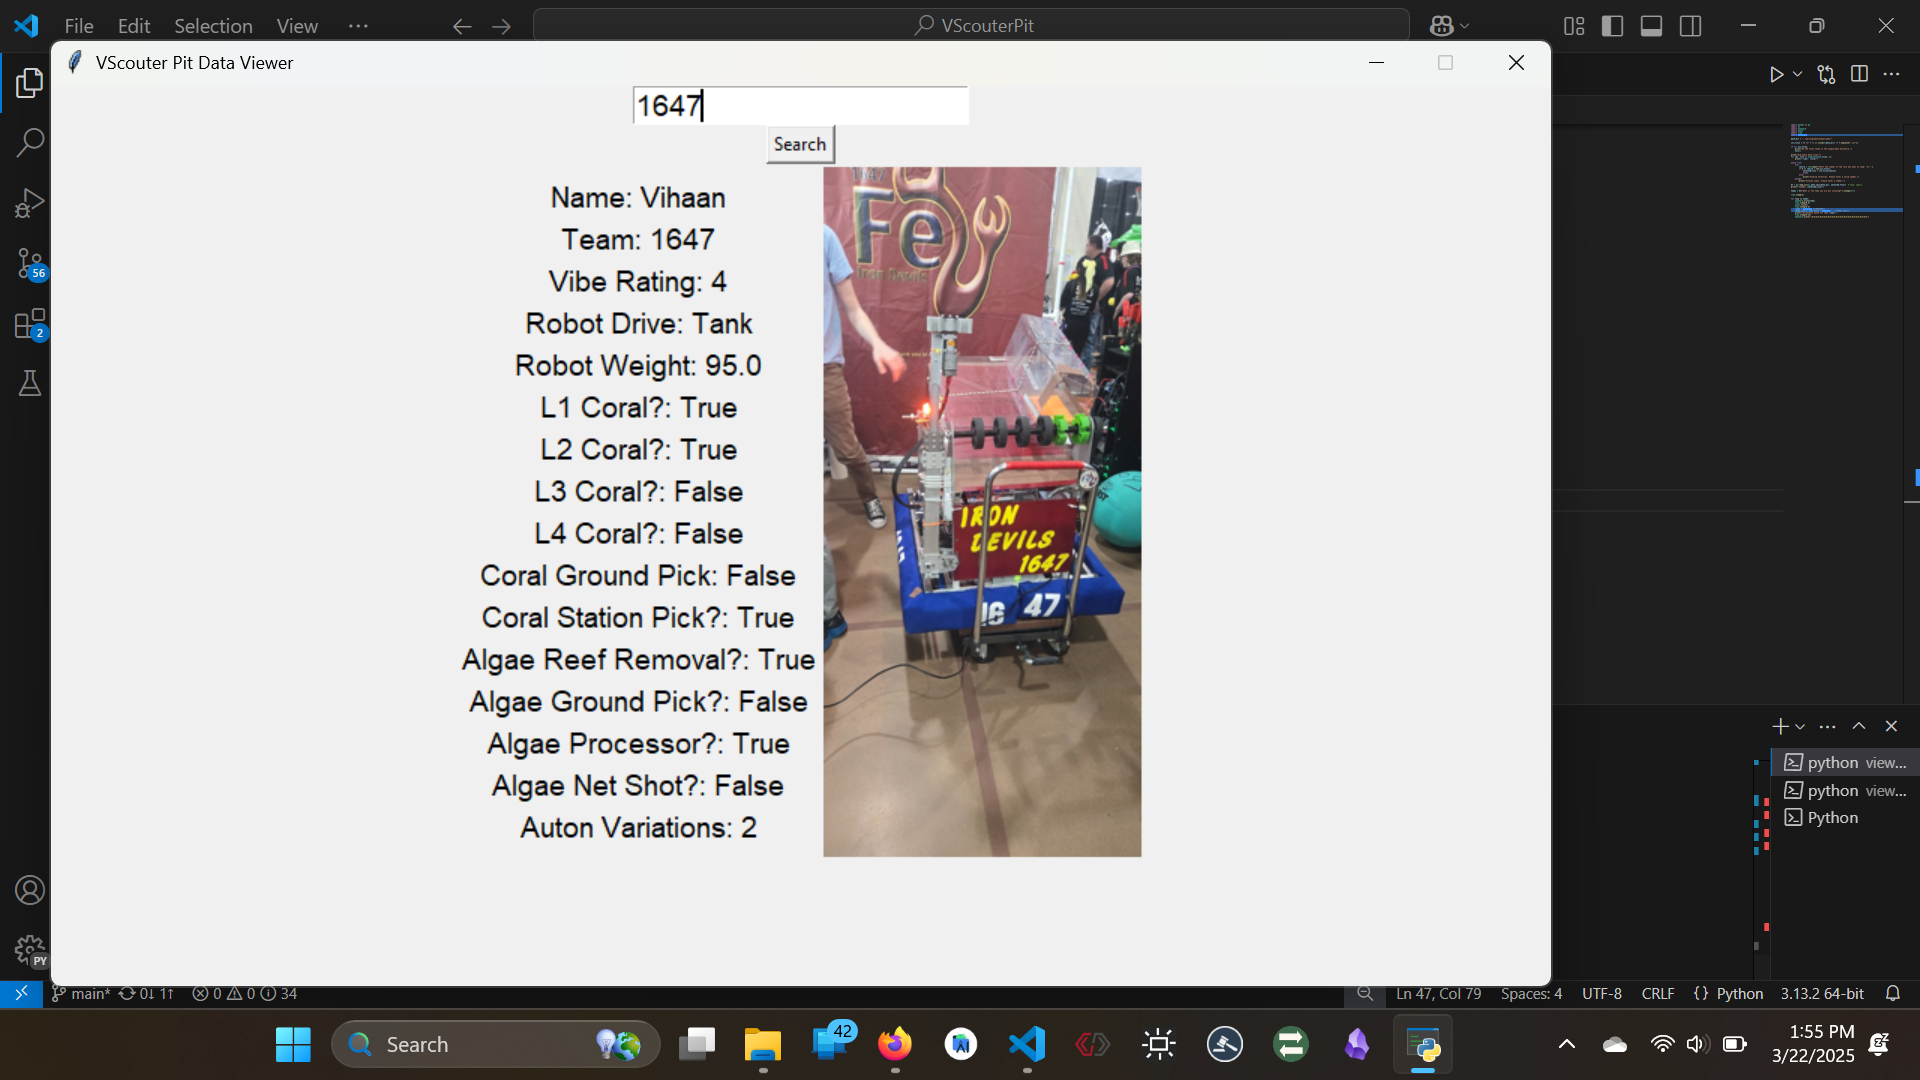 File Edit Selection View ··· VScouterPit
VScouter Pit Data Viewer
1647
Search
Name: Vihaan
Team: 1647
Vibe Rating: 4
Robot Drive: Tank
Robot Weight: 95.0
L1 Coral?: True
L2 Coral?: True
L3 Coral?: False
L4 Coral?: False
Coral Ground Pick: False
Coral Station Pick?: True
Algae Reef Removal?: True
Algae Ground Pick?: False
Algae Processor?: True
Algae Net Shot?: False
Auton Variations: 2
1647
Fe
Iron Devils
IRON
DEVILS
1647
16 47
56
2
PY
python view...
python view...
Python
main* 0↓ 1↑ 0 0 34
Ln 47, Col 79 Spaces: 4 UTF-8 CRLF {} Python 3.13.2 64-bit
Search
42
1:55 PM
3/22/2025